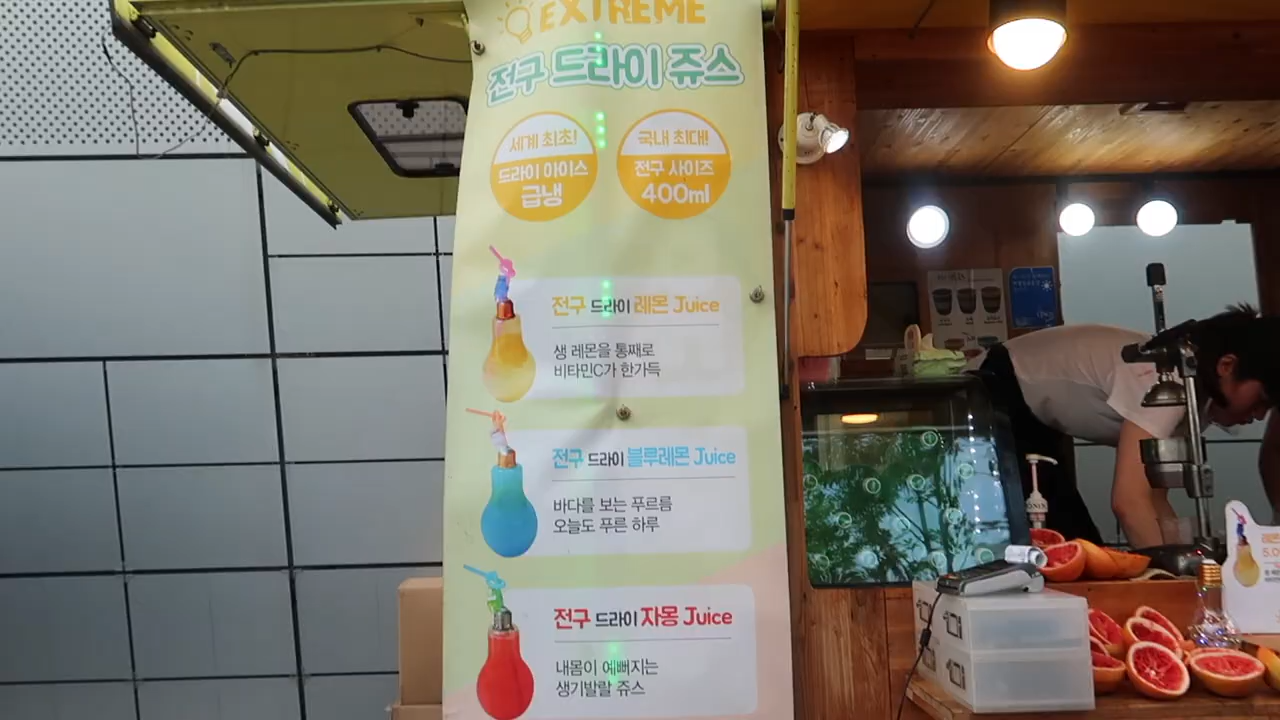 EXTREME
전구 드라이 쥬스
세계 최초!
드라이 아이스
급냉
국내 최대!
전구 사이즈
400ml
전구 드라이 레몬 Juice
생 레몬을 통째로
비타민C가 한가득
전구 드라이 블루레몬 Juice
바다를 보는 푸르름
오늘도 푸른 하루
전구 드라이 자몽 Juice
내몸이 예뻐지는
생기발랄 쥬스